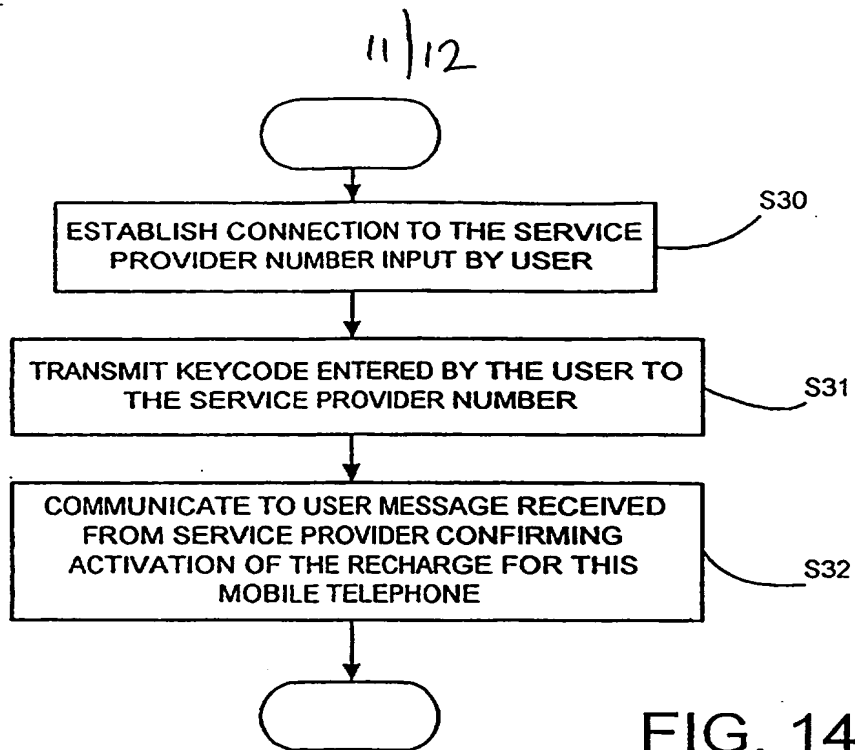 11/12
ESTABLISH CONNECTION TO THE SERVICE
PROVIDER NUMBER INPUT BY USER
S30
TRANSMIT KEYCODE ENTERED BY THE USER TO
THE SERVICE PROVIDER NUMBER
S31
COMMUNICATE TO USER MESSAGE RECEIVED
FROM SERVICE PROVIDER CONFIRMING
ACTIVATION OF THE RECHARGE FOR THIS
MOBILE TELEPHONE
S32
FIG. 14